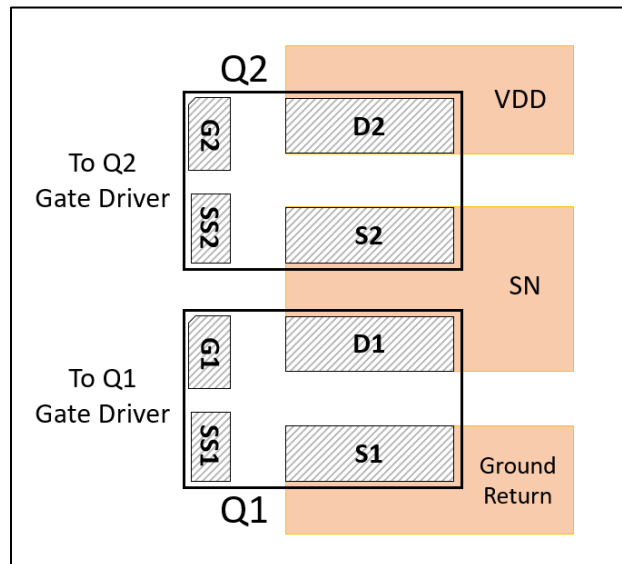 Q2
VDD
D2
G2
To Q2
Gate Driver
SS2
S2
SN
G1
D1
To Q1
Gate Driver
SS1
S1
Ground
Return
Q1